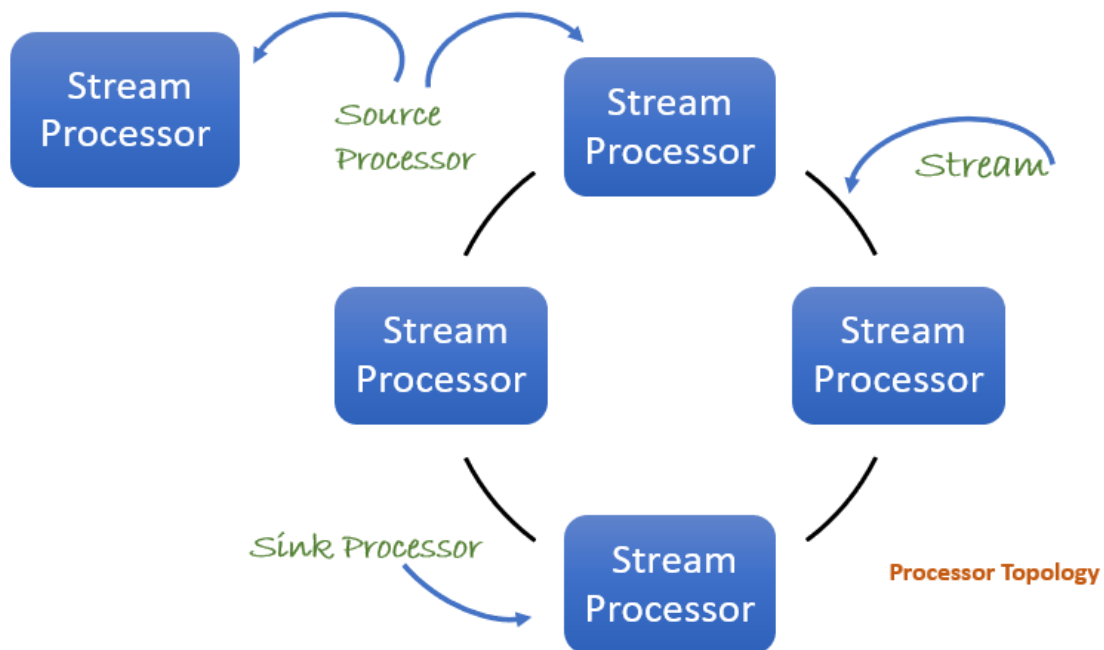 Stream
Processor
Source
Processor
Stream
Processor
Stream
Stream
Processor
Stream
Processor
Sink Processor
Stream
Processor
Processor Topology